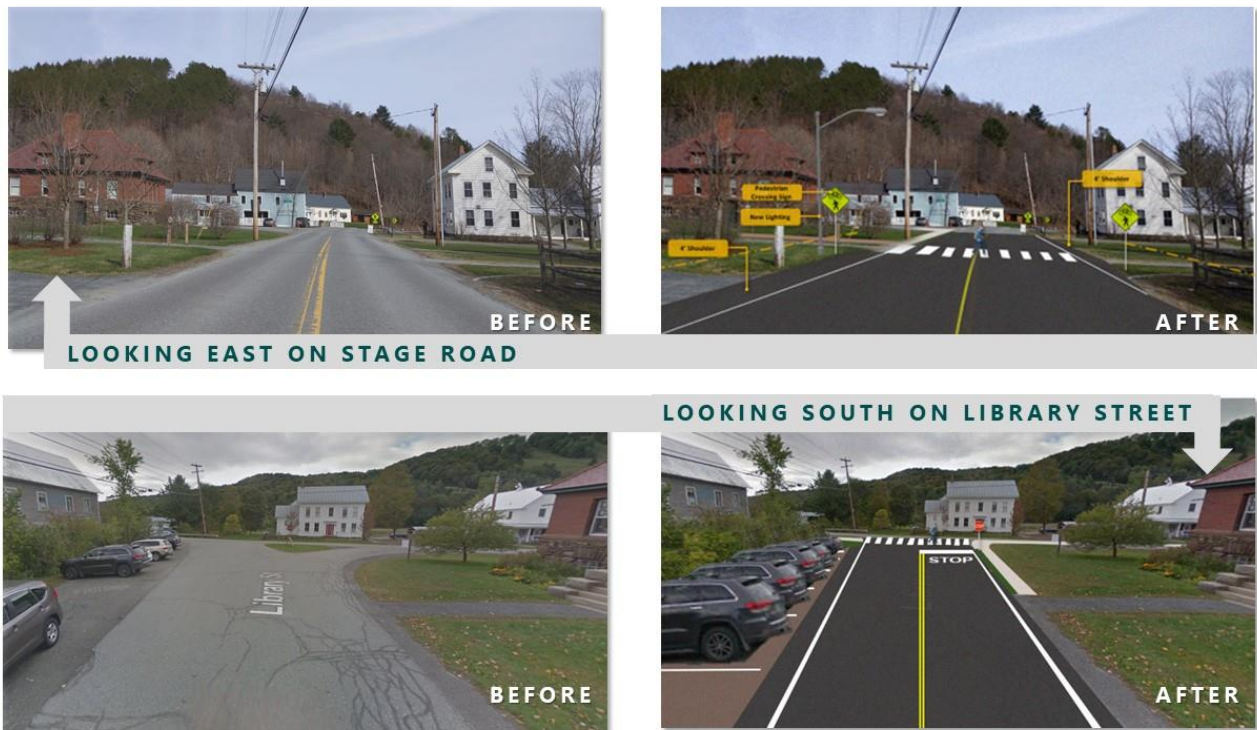 Pedestrian
Crossing Sign
New Lighting
4' Shoulder
4' Shoulder
BEFORE
AFTER
LOOKING EAST ON STAGE ROAD
LOOKING SOUTH ON LIBRARY STREET
Library St
STOP
BEFORE
AFTER